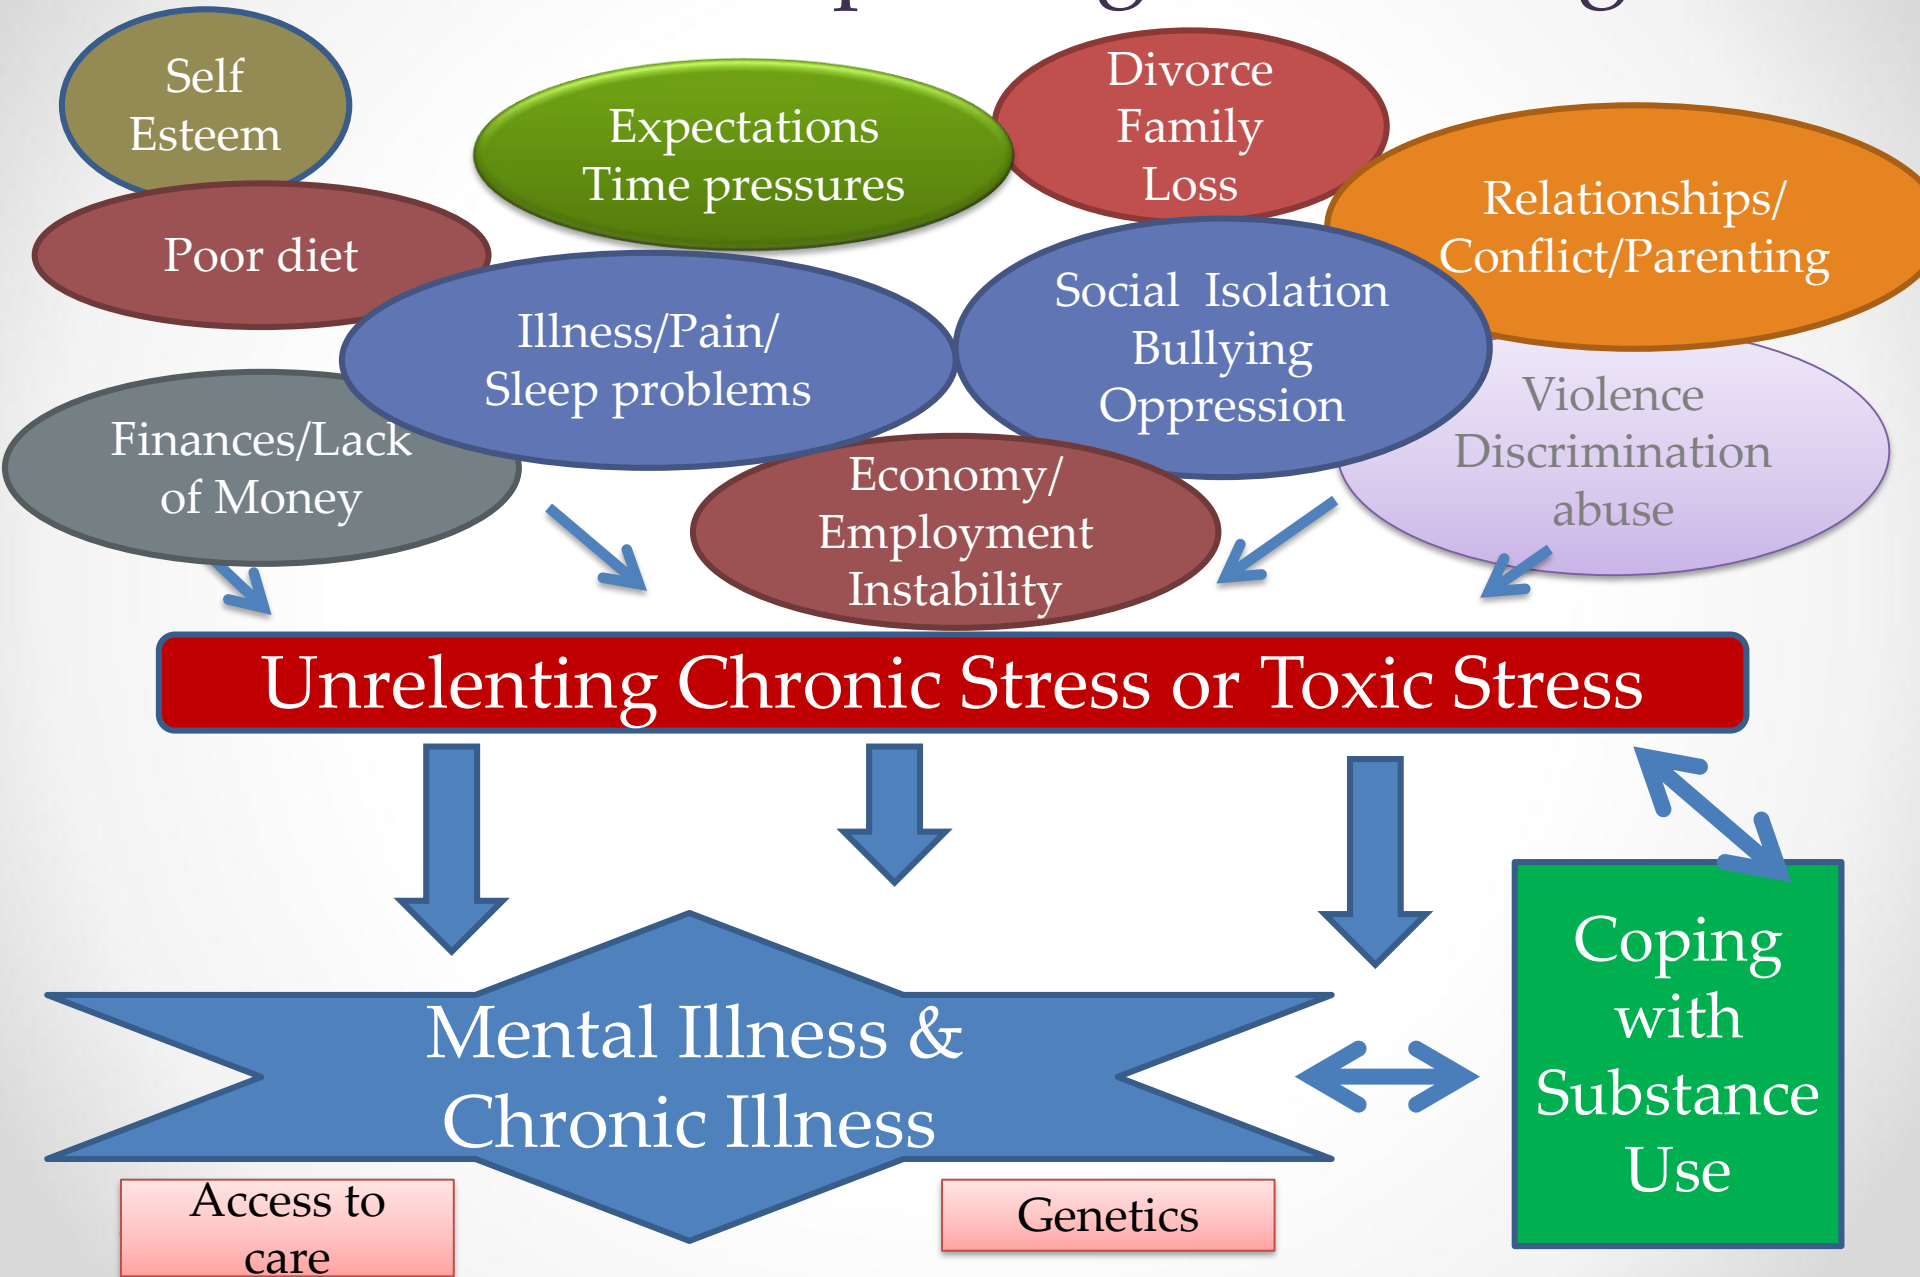 Self
Esteem
Expectations
Time pressures
Divorce
Family
Loss
Relationships/
Conflict/Parenting
Poor diet
Illness/Pain/
Sleep problems
Social  Isolation
Bullying
Oppression
Violence
Discrimination
abuse
Finances/Lack
of Money
Economy/
Employment
Instability
Unrelenting Chronic Stress or Toxic Stress
Mental Illness &
Chronic Illness
Coping
with
Substance
Use
Access to
care
Genetics